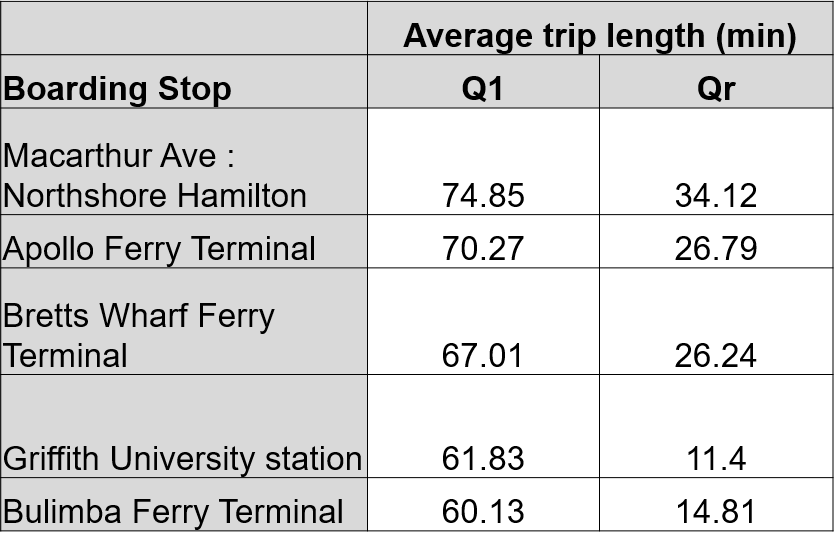 Average trip length (min)
Boarding Stop Q1 Qr
Macarthur Ave :
Northshore Hamilton 74.85 34.12
Apollo Ferry Terminal 70.27 26.79
Bretts Wharf Ferry
Terminal 67.01 26.24
Griffith University station 61.83 11.4
Bulimba Ferry Terminal 60.13 14.81